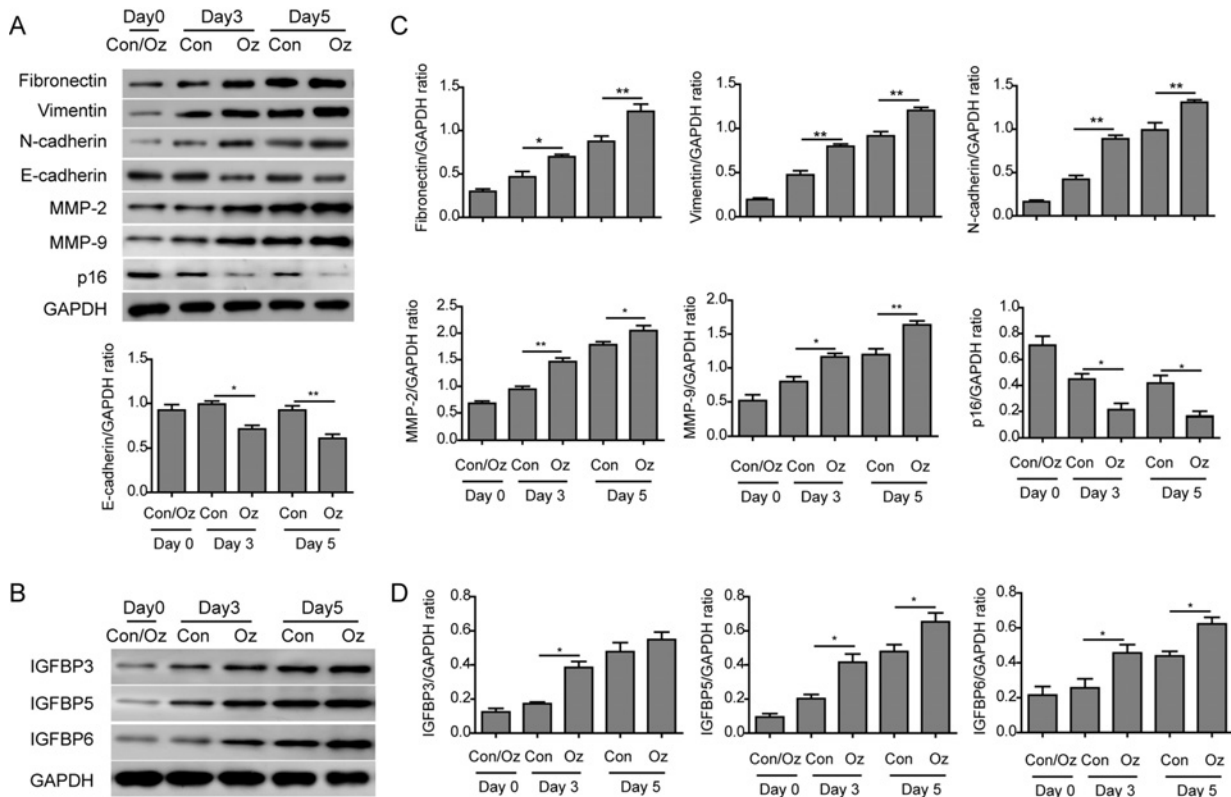 A
Day0 Day3 Day5
Con/Oz Con Oz Con Oz
Fibronectin
Vimentin
N-cadherin
E-cadherin
MMP-2
MMP-9
p16
GAPDH
E-cadherin/GAPDH ratio
1.5
1.0
0.5
0.0
* **
Con/Oz Con Oz Con Oz
Day 0 Day 3 Day 5
B
Day0 Day3 Day5
Con/Oz Con Oz Con Oz
IGFBP3
IGFBP5
IGFBP6
GAPDH
C
Fibronectin/GAPDH ratio
1.5
1.0
0.5
0.0
* **
Vimentin/GAPDH ratio
1.5
1.0
0.5
0.0
** **
N-cadherin/GAPDH ratio
1.5
1.0
0.5
0.0
** **
MMP-2/GAPDH ratio
2.5
2.0
1.5
1.0
0.5
0.0
** *
Con/Oz Con Oz Con Oz
Day 0 Day 3 Day 5
MMP-9/GAPDH ratio
2.0
1.5
1.0
0.5
0.0
* **
Con/Oz Con Oz Con Oz
Day 0 Day 3 Day 5
p16/GAPDH ratio
1.0
0.8
0.6
0.4
0.2
0.0
* *
Con/Oz Con Oz Con Oz
Day 0 Day 3 Day 5
D
IGFBP3/GAPDH ratio
0.8
0.6
0.4
0.2
0.0
*
Con/Oz Con Oz Con Oz
Day 0 Day 3 Day 5
IGFBP5/GAPDH ratio
0.8
0.6
0.4
0.2
0.0
* *
Con/Oz Con Oz Con Oz
Day 0 Day 3 Day 5
IGFBP6/GAPDH ratio
0.8
0.6
0.4
0.2
0.0
* *
Con/Oz Con Oz Con Oz
Day 0 Day 3 Day 5